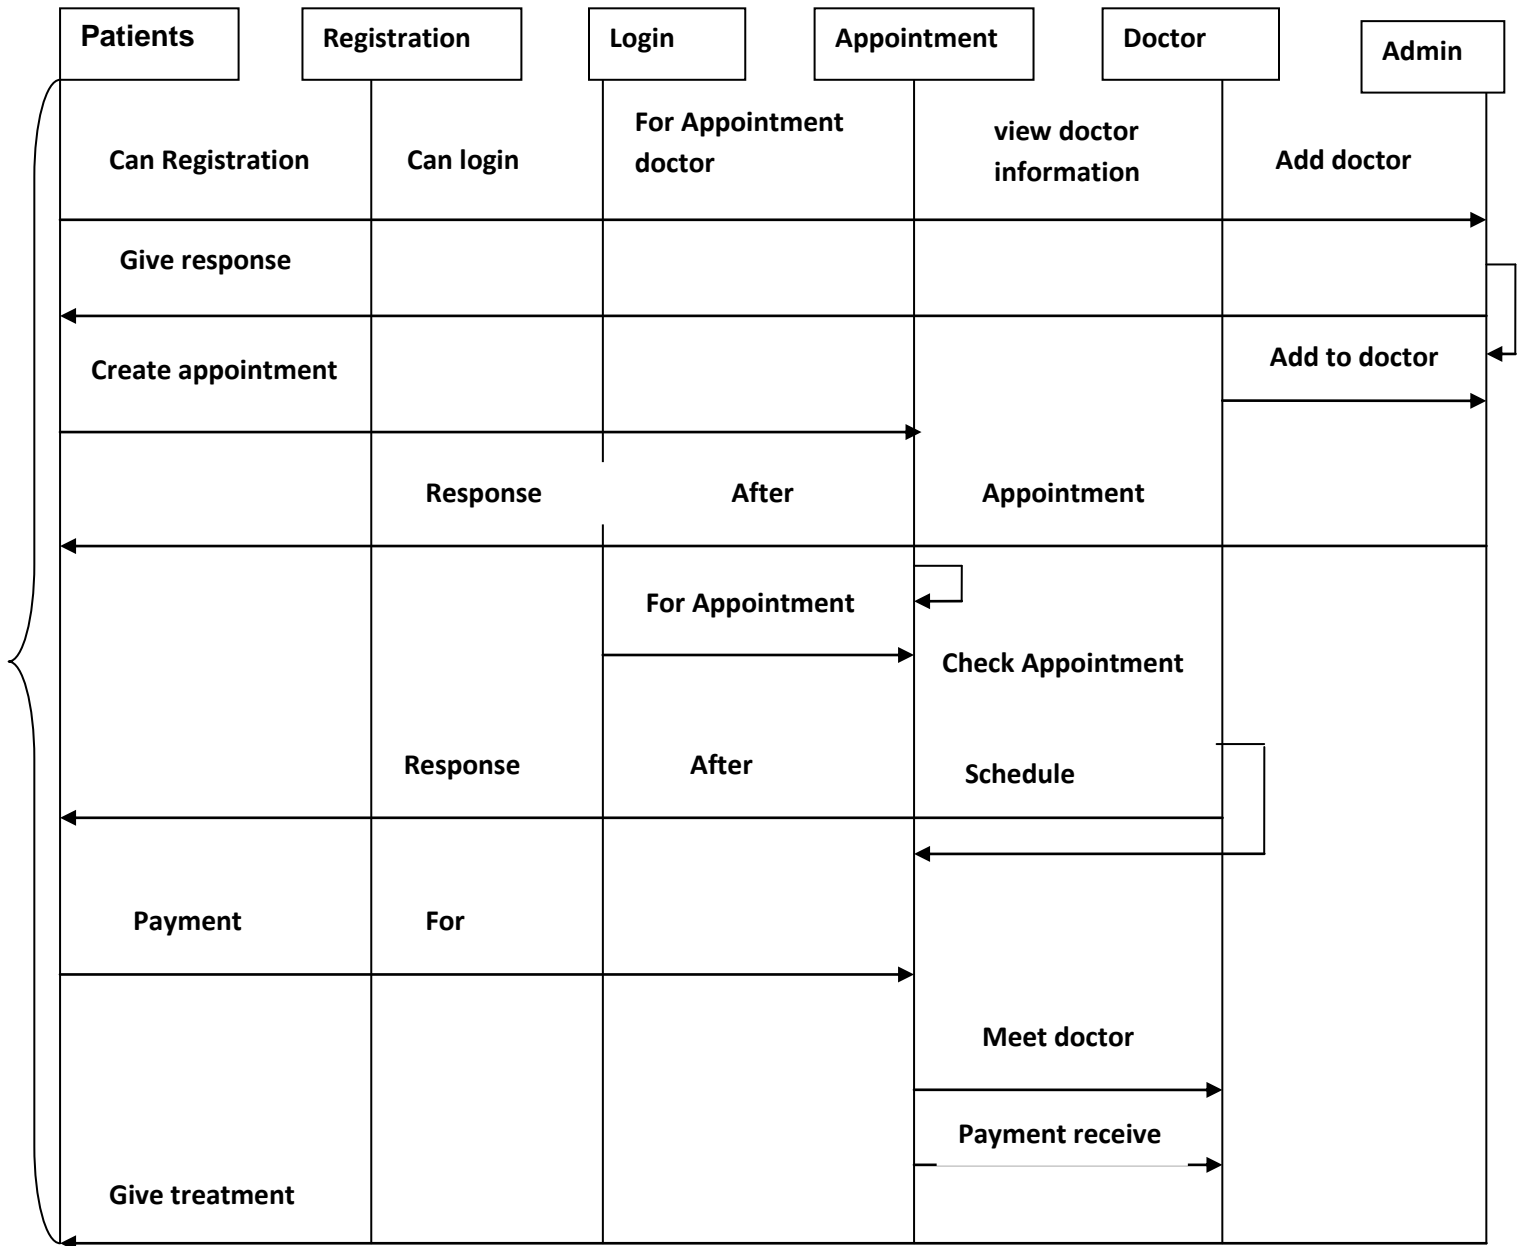 Patients
Registration
Login
Appointment
Doctor
Admin
Can Registration
Can login
For Appointment
doctor
view doctor
information
Add doctor
Give response
Create appointment
Add to doctor
Response
After
Appointment
For Appointment
Check Appointment
Response
After
Schedule
Payment
For
Meet doctor
Payment receive
Give treatment